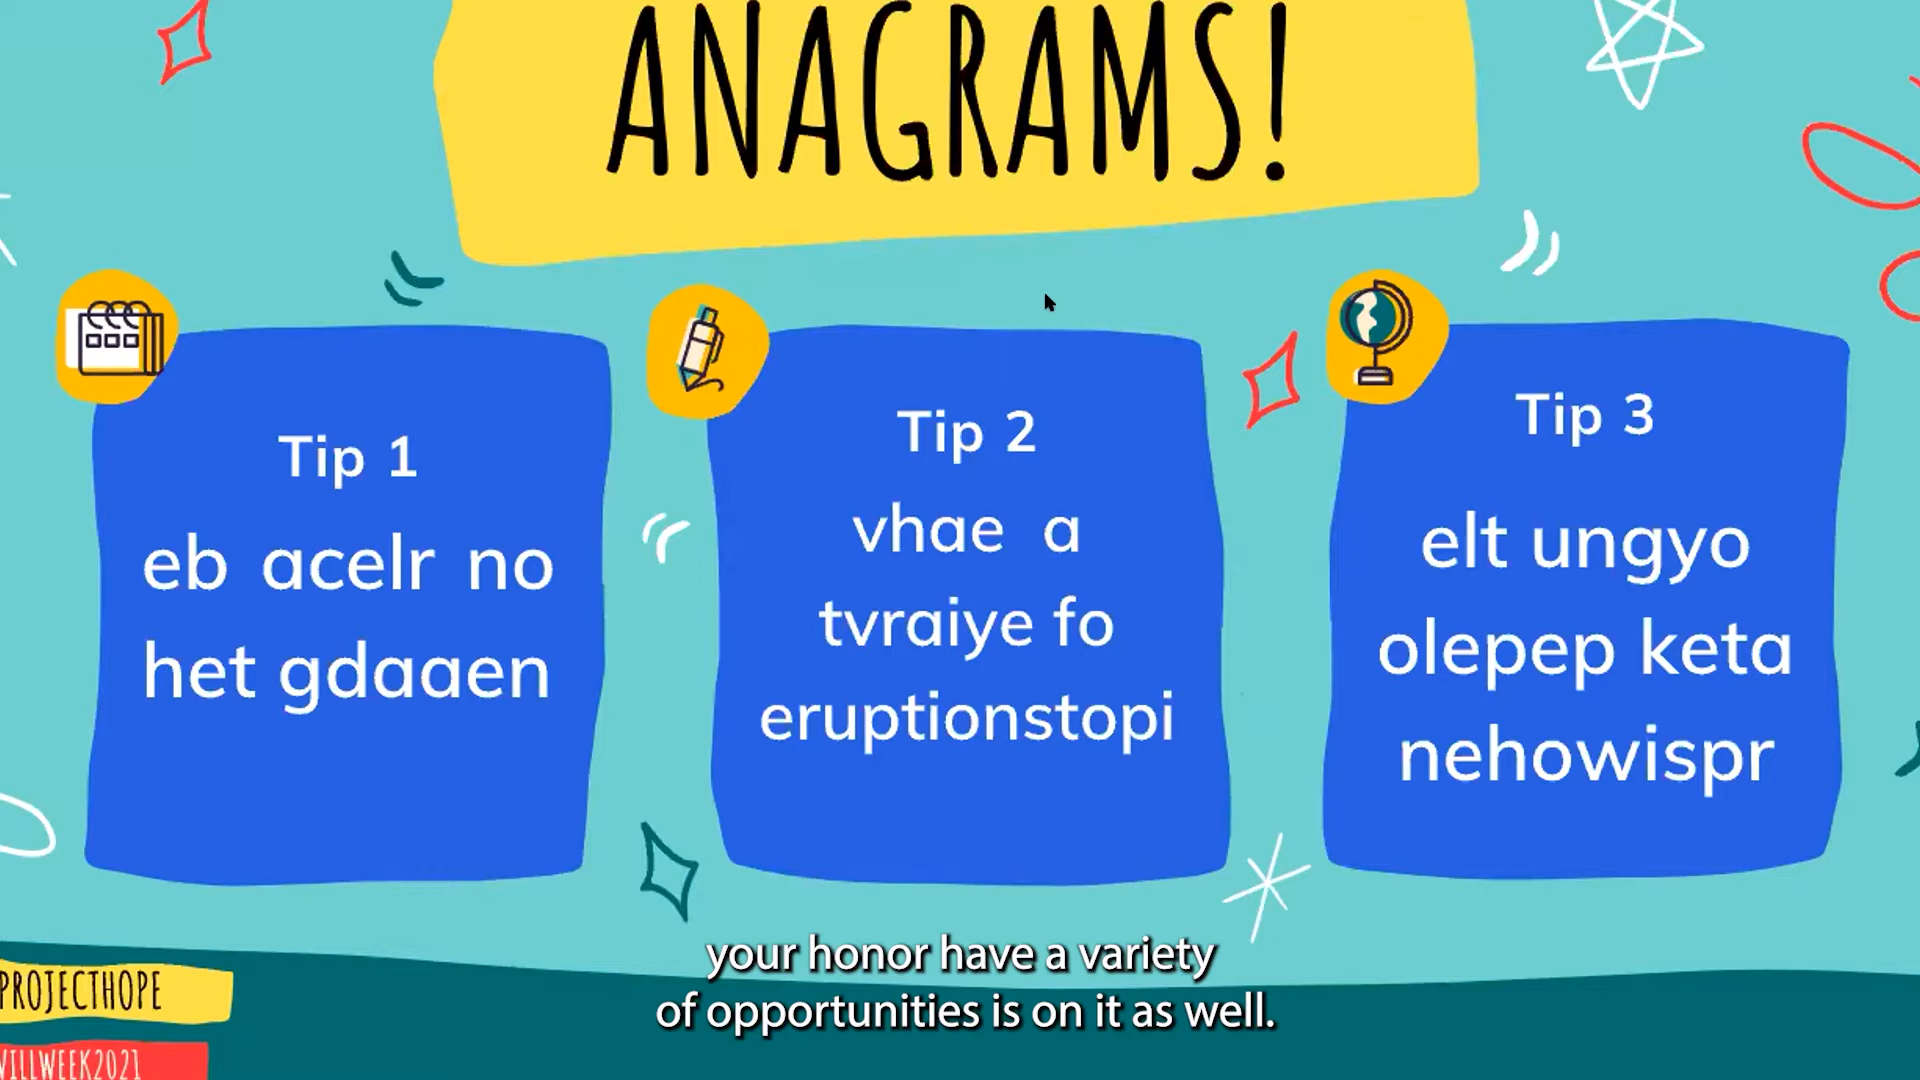 ANAGRAMS!
Tip 1
eb acelr no
het gdaaen
Tip 2
vhae a
tvraiye fo
eruptionstopi
Tip 3
elt ungyo
olepep keta
nehowispr
your honor have a variety
of opportunities is on it as well.
PROJECTHOPE
WILLWEEK2021